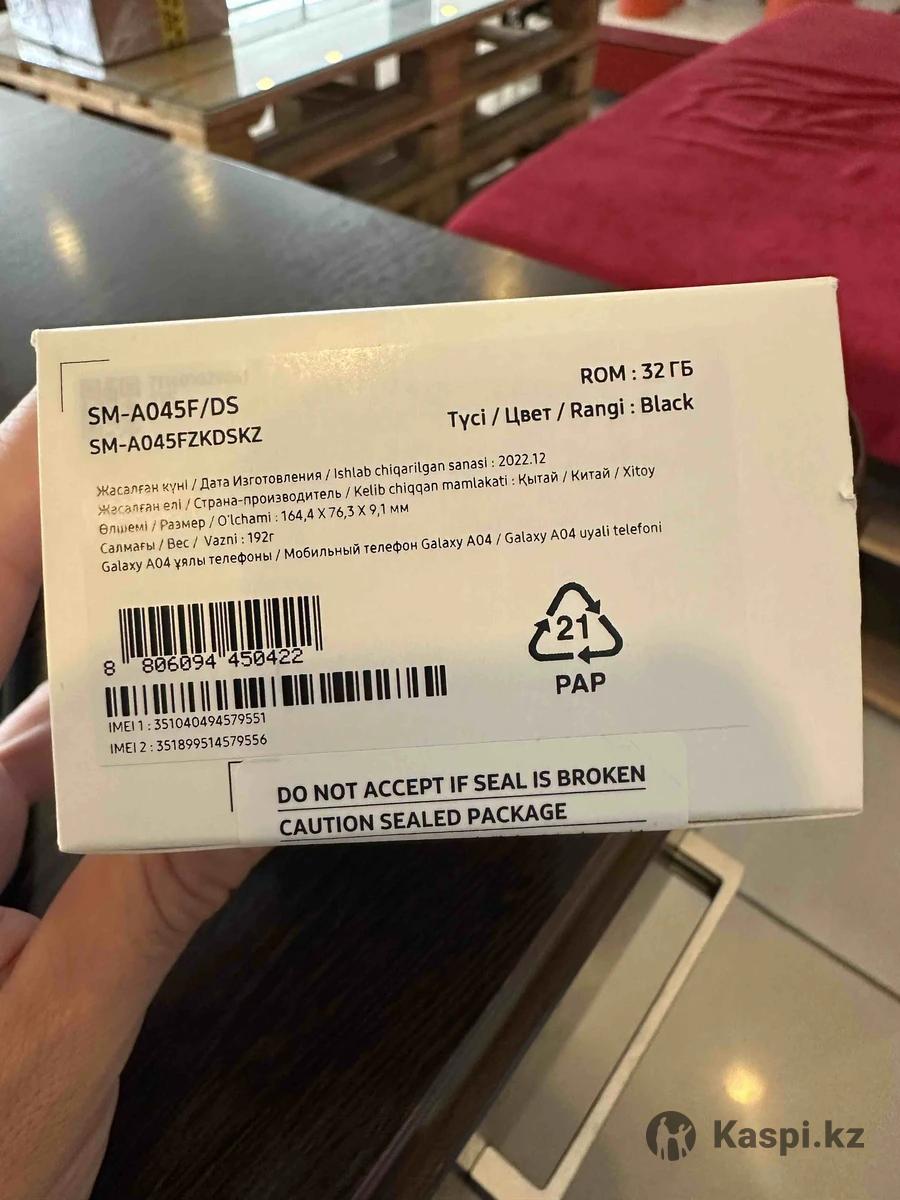 SM-A045F/DS
SM-A045FZKDSKZ
ROM : 32 ГБ
Түсі / Цвет / Rangi : Black
Жасалған күні / Дата Изготовления / Ishlab chiqarilgan sanasi : 2022.12
Жасалған елі / Страна-производитель / Kelib chiqqan mamlakati : Қытай / Китай / Xitoy
Өлшемі / Размер / O'lchami : 164,4 X 76,3 X 9,1 мм
Салмағы / Вес / Vazni : 192г
Galaxy A04 ұялы телефоны / Мобильный телефон Galaxy A04 / Galaxy A04 uyali telefoni
8 806094 450422
IMEI 1 : 351040494579551
IMEI 2 : 351899514579556
21
PAP
DO NOT ACCEPT IF SEAL IS BROKEN
CAUTION SEALED PACKAGE
Kaspi.kz